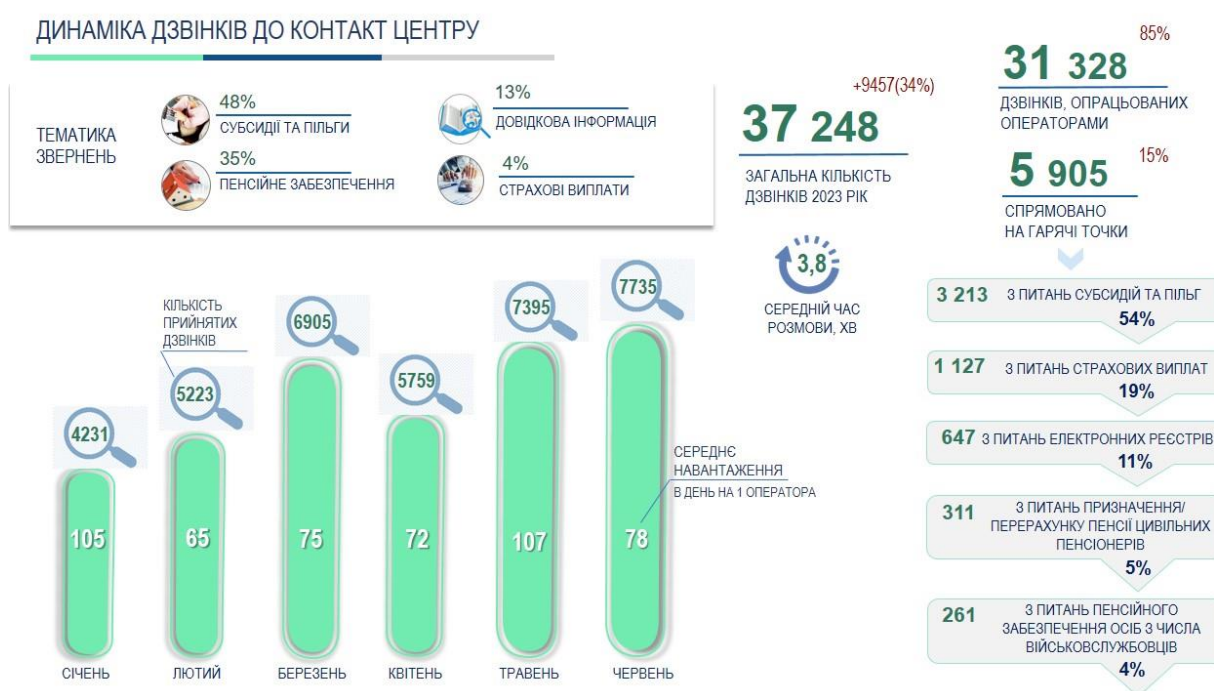 ДИНАМІКА ДЗВІНКІВ ДО КОНТАКТ ЦЕНТРУ
ТЕМАТИКА
ЗВЕРНЕНЬ
48%
СУБСИДІЇ ТА ПІЛЬГИ
35%
ПЕНСІЙНЕ ЗАБЕЗПЕЧЕННЯ
13%
ДОВІДКОВА ІНФОРМАЦІЯ
4%
СТРАХОВІ ВИПЛАТИ
+9457(34%)
37 248
ЗАГАЛЬНА КІЛЬКІСТЬ
ДЗВІНКІВ 2023 РІК
3,8
СЕРЕДНІЙ ЧАС
РОЗМОВИ, ХВ
85%
31 328
ДЗВІНКІВ, ОПРАЦЬОВАНИХ
ОПЕРАТОРАМИ
15%
5 905
СПРЯМОВАНО
НА ГАРЯЧІ ТОЧКИ
3 213 З ПИТАНЬ СУБСИДІЙ ТА ПІЛЬГ
54%
1 127 З ПИТАНЬ СТРАХОВИХ ВИПЛАТ
19%
647 З ПИТАНЬ ЕЛЕКТРОННИХ РЕЄСТРІВ
11%
311 З ПИТАНЬ ПРИЗНАЧЕННЯ/
ПЕРЕРАХУНКУ ПЕНСІЇ ЦИВІЛЬНИХ
ПЕНСІОНЕРІВ
5%
261 З ПИТАНЬ ПЕНСІЙНОГО
ЗАБЕЗПЕЧЕННЯ ОСІБ З ЧИСЛА
ВІЙСЬКОВСЛУЖБОВЦІВ
4%
КІЛЬКІСТЬ
ПРИЙНЯТИХ
ДЗВІНКІВ
4231
5223
6905
5759
7395
7735
СЕРЕДНЄ
НАВАНТАЖЕННЯ
В ДЕНЬ НА 1 ОПЕРАТОРА
105
65
75
72
107
78
СІЧЕНЬ
ЛЮТИЙ
БЕРЕЗЕНЬ
КВІТЕНЬ
ТРАВЕНЬ
ЧЕРВЕНЬ